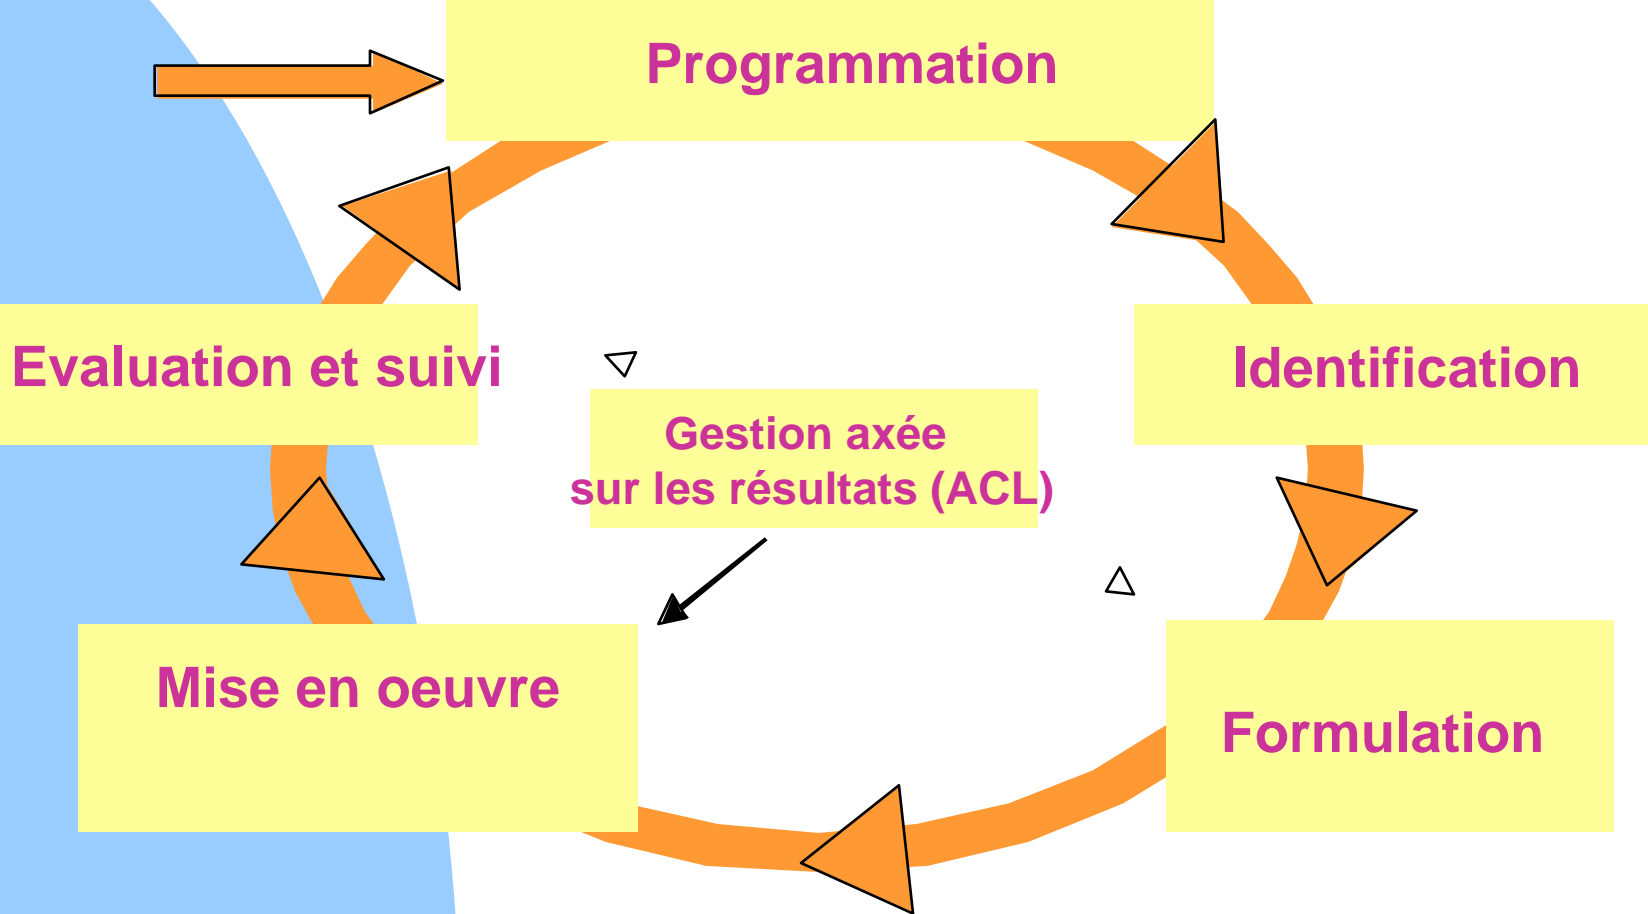 Programmation
Evaluation et suivi
Identification
Gestion axée
sur les résultats (ACL)
Mise en oeuvre
Formulation